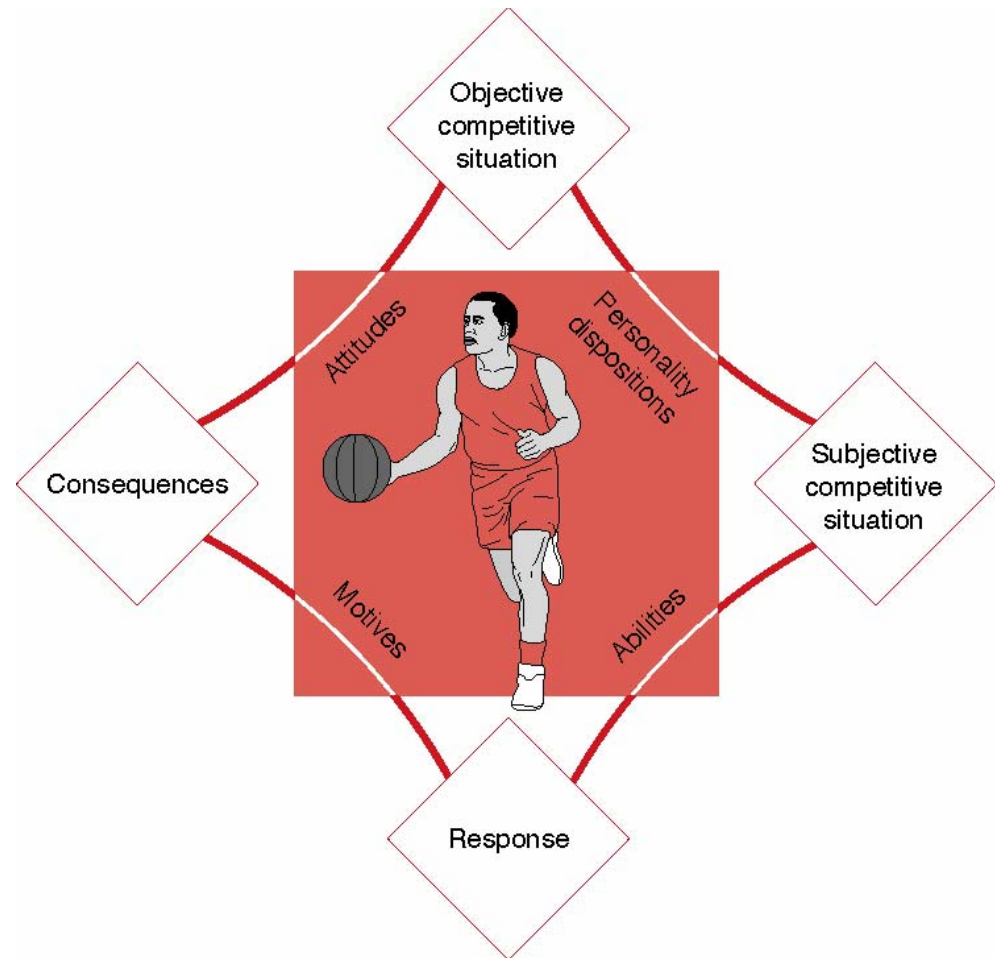 Objective
competitive
situation
Attitudes
Personality
dispositions
Consequences
Subjective
competitive
situation
Motives
Abilities
Response